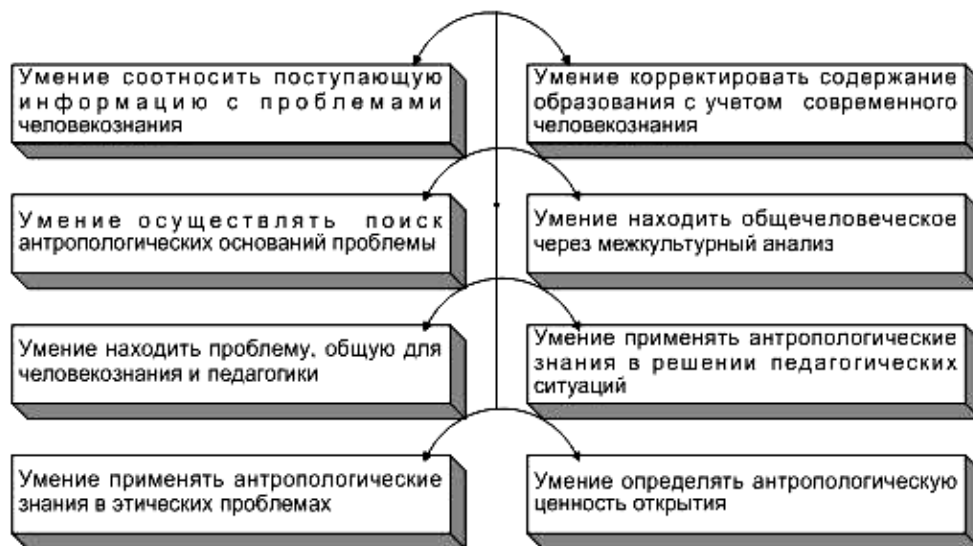 Умение соотносить поступающую
информацию с проблемами
человекознания
Умение корректировать содержание
образования с учетом современного
человекознания
Умение осуществлять поиск
антропологических оснований проблемы
Умение находить общечеловеческое
через межкультурный анализ
Умение находить проблему, общую для
человекознания и педагогики
Умение применять антропологические
знания в решении педагогических
ситуаций
Умение применять антропологические
знания в этических проблемах
Умение определять антропологическую
ценность открытия